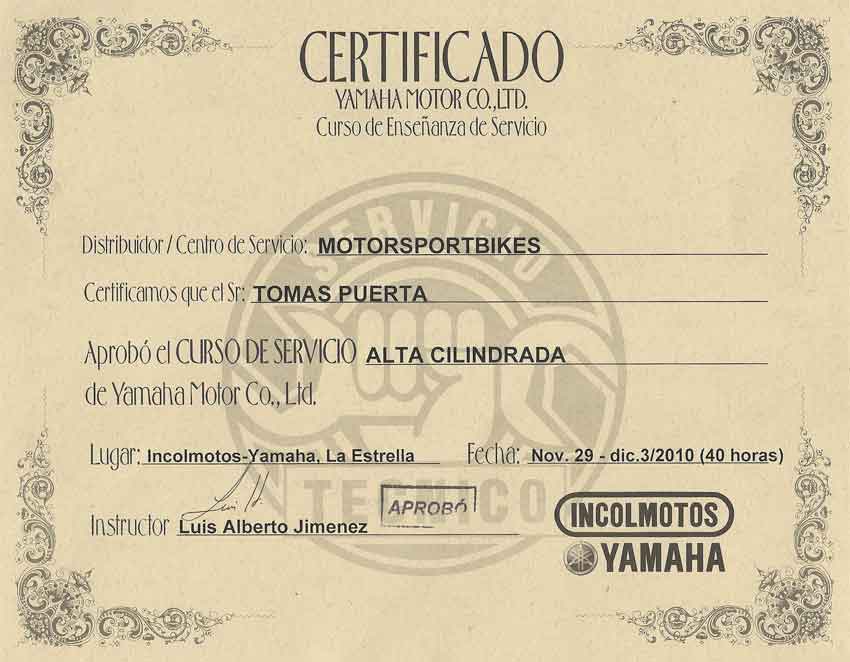 CERTIFICADO
YAMAHA MOTOR CO.,LTD.
Curso de Enseñanza de Servicio
SERVICIO
Distribuidor / Centro de Servicio: MOTORSPORTBIKES
Certificamos que el Sr: TOMAS PUERTA
Aprobó el CURSO DE SERVICIO ALTA CILINDRADA
de Yamaha Motor Co., Ltd.
Lugar: Incolmotos-Yamaha, La Estrella Fecha: Nov. 29 - dic.3/2010 (40 horas)
TECNICO
APROBÓ
Instructor Luis Alberto Jimenez
INCOLMOTOS
YAMAHA